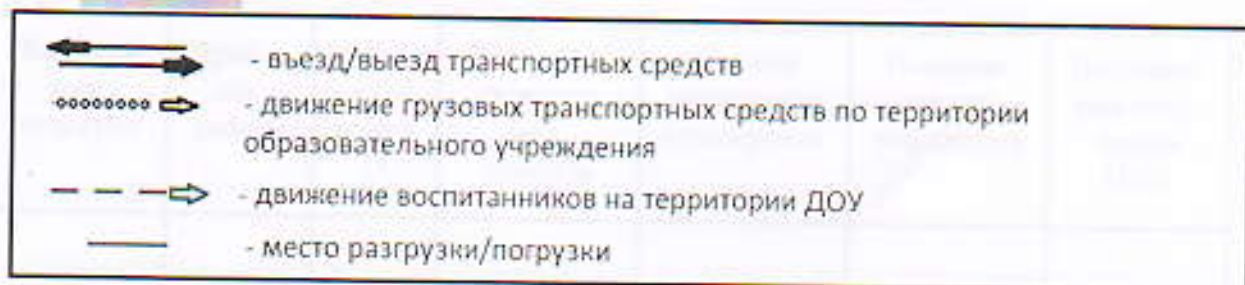 - въезд/выезд транспортных средств
- движение грузовых транспортных средств по территории
образовательного учреждения
- движение воспитанников на территории ДОУ
- место разгрузки/погрузки